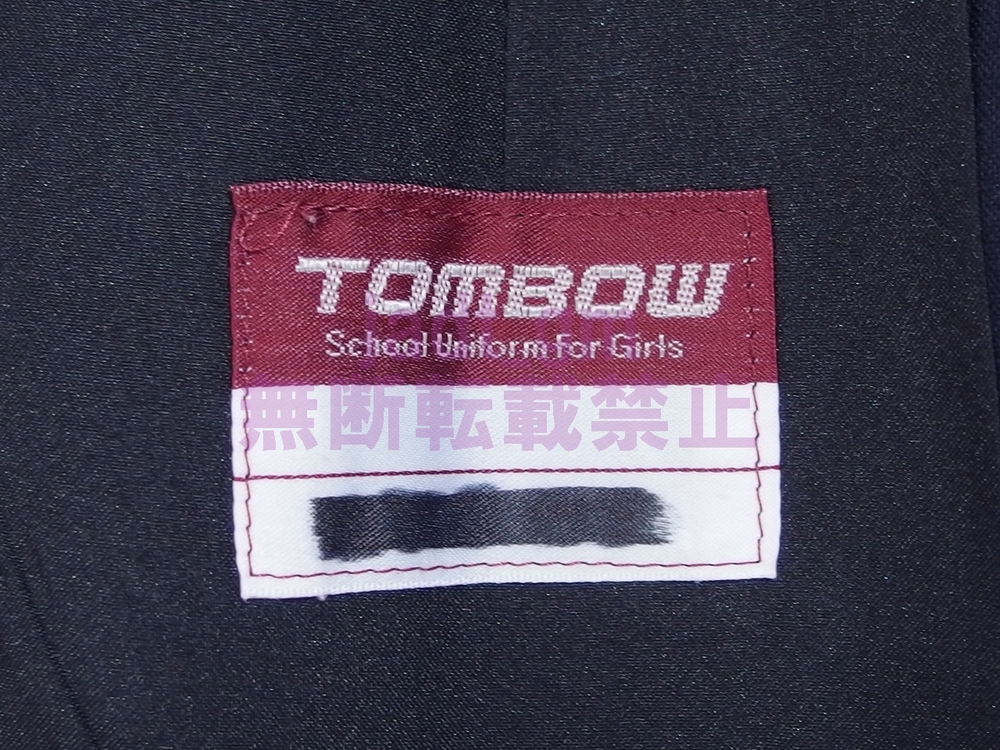 TOMBOW
School Uniform For Girls
無断転載禁止